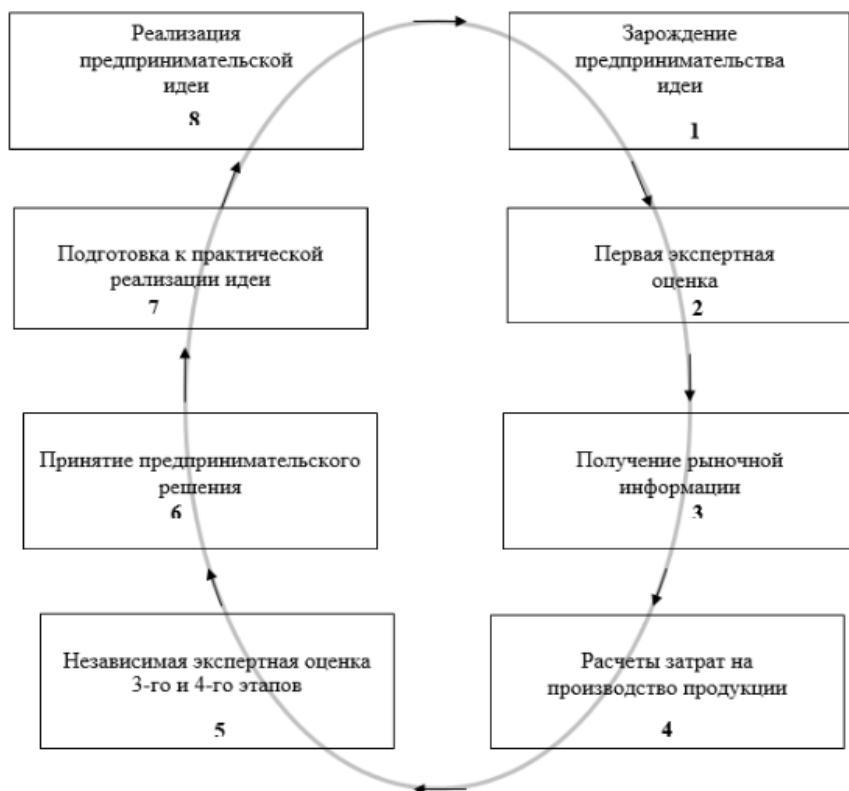 Зарождение
предпринимательства
идеи
1
Первая экспертная
оценка
2
Получение рыночной
информации
3
Расчеты затрат на
производство продукции
4
Независимая экспертная оценка
3-го и 4-го этапов
5
Принятие предпринимательского
решения
6
Подготовка к практической
реализации идеи
7
Реализация
предпринимательской
идеи
8